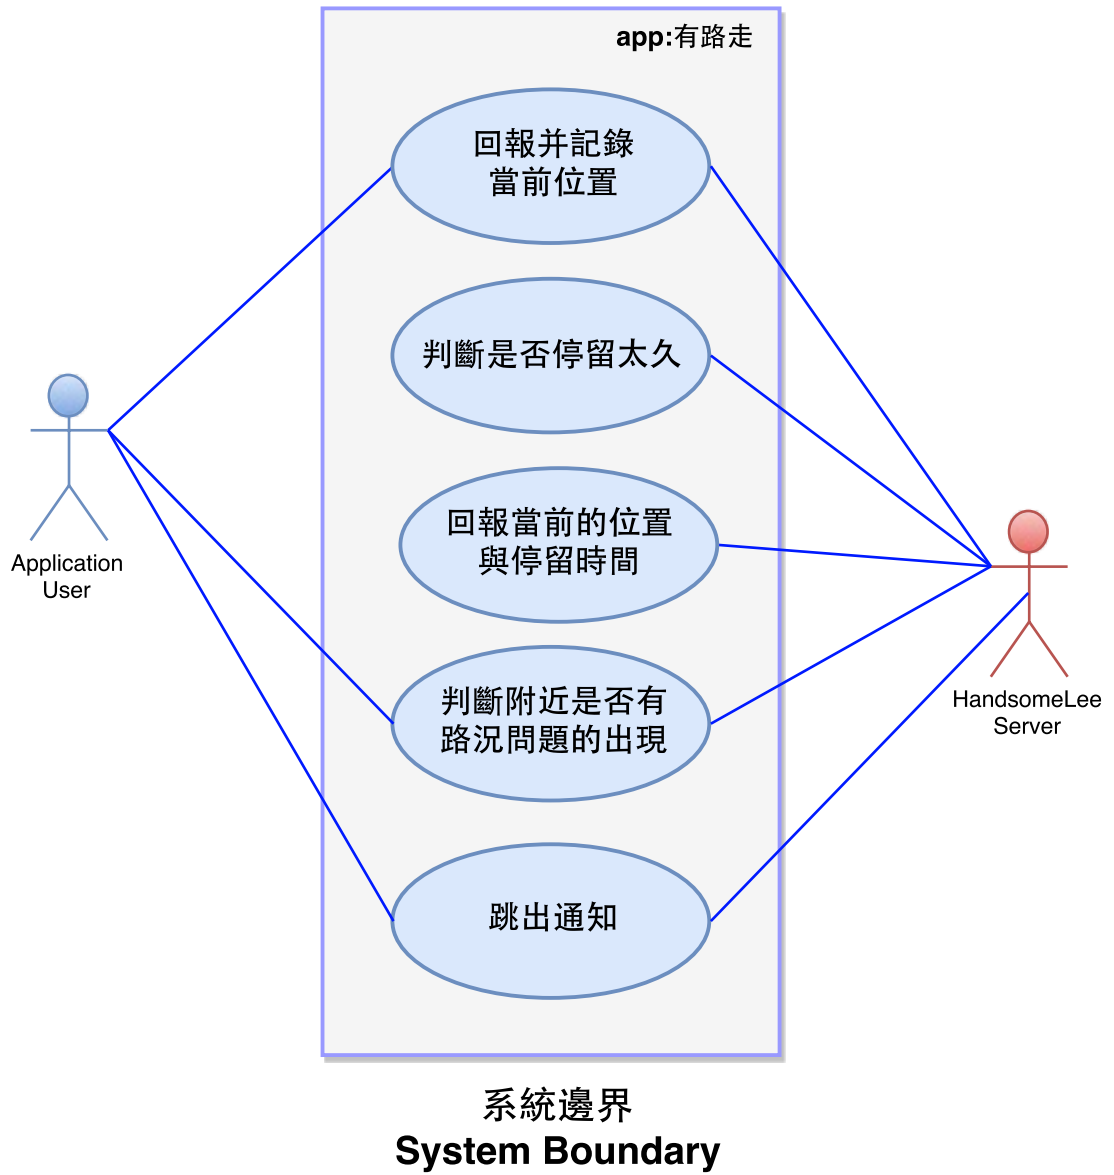 app:有路走
回報并記錄
當前位置
判斷是否停留太久
回報當前的位置
與停留時間
Application
User
判斷附近是否有
路況問題的出現
HandsomeLee
Server
跳出通知
系統邊界
System Boundary